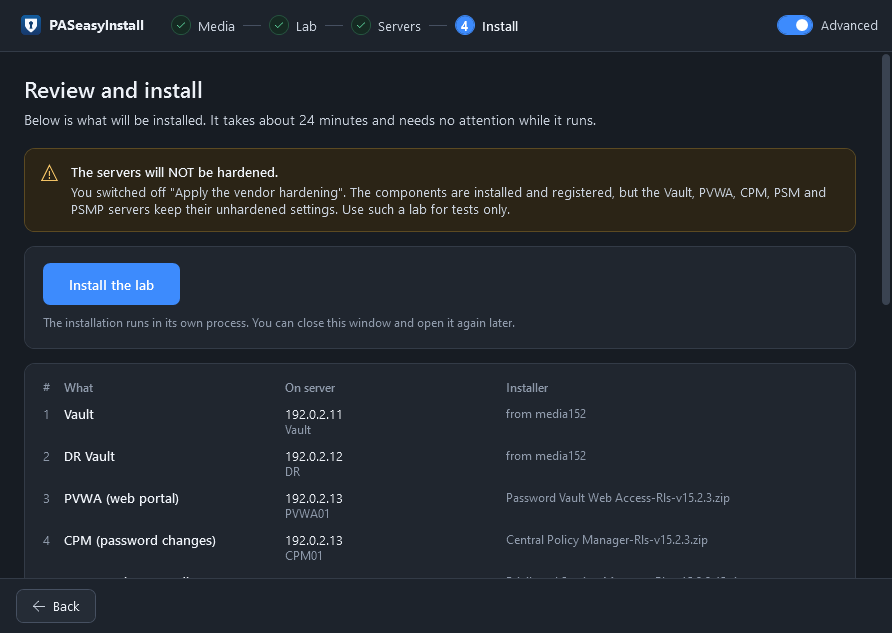 PASeasyInstall
Media
Lab
Servers
4 Install
Advanced
Review and install
Below is what will be installed. It takes about 24 minutes and needs no attention while it runs.
The servers will NOT be hardened.
You switched off "Apply the vendor hardening". The components are installed and registered, but the Vault, PVWA, CPM, PSM and
PSMP servers keep their unhardened settings. Use such a lab for tests only.
Install the lab
The installation runs in its own process. You can close this window and open it again later.
# What On server Installer
1 Vault 192.0.2.11 from media152
Vault
2 DR Vault 192.0.2.12 from media152
DR
3 PVWA (web portal) 192.0.2.13 Password Vault Web Access-Rls-v15.2.3.zip
PVWA01
4 CPM (password changes) 192.0.2.13 Central Policy Manager-Rls-v15.2.3.zip
CPM01
Back